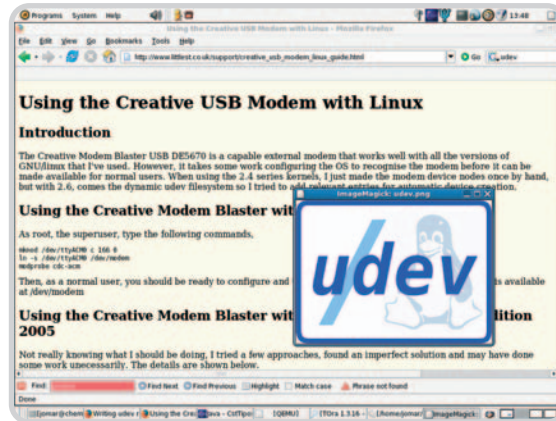 Programs System Help 13:48
Using the Creative USB Modem with Linux - Mozilla Firefox
File Edit View Go Bookmarks Tools Help
http://www.littlest.co.uk/support/creative_usb_modem_linux_guide.html Go udev
Using the Creative USB Modem with Linux
Introduction
The Creative Modem Blaster USB DE5670 is a capable external modem that works well with all the versions of
GNU/linux that I've used. However, it takes some work configuring the OS to recognise the modem before it can be
made available for normal users. When using the 2.4 series kernels, I just made the modem device nodes once by hand,
but with 2.6, comes the dynamic udev filesystem so I tried to add relevant entries for automatic device creation.
ImageMagick: udev.png
udev
Using the Creative Modem Blaster wit
As root, the superuser, type the following commands,
mknod /dev/ttyACM0 c 166 0
ln -s /dev/ttyACM0 /dev/modem
modprobe cdc-acm
Then, as a normal user, you should be ready to configure and is available
at /dev/modem
Using the Creative Modem Blaster wit dition
2005
Not really knowing what I should be doing, I tried a few approaches, found an imperfect solution and may have done
some work unecessarily. The details are shown below.
Find: Find Next Find Previous Highlight Match case Phrase not found
Done
Writing udev r Using the Cre Java - CstTipo [QEMU] [TOra 1.3.16 - ImageMagick: